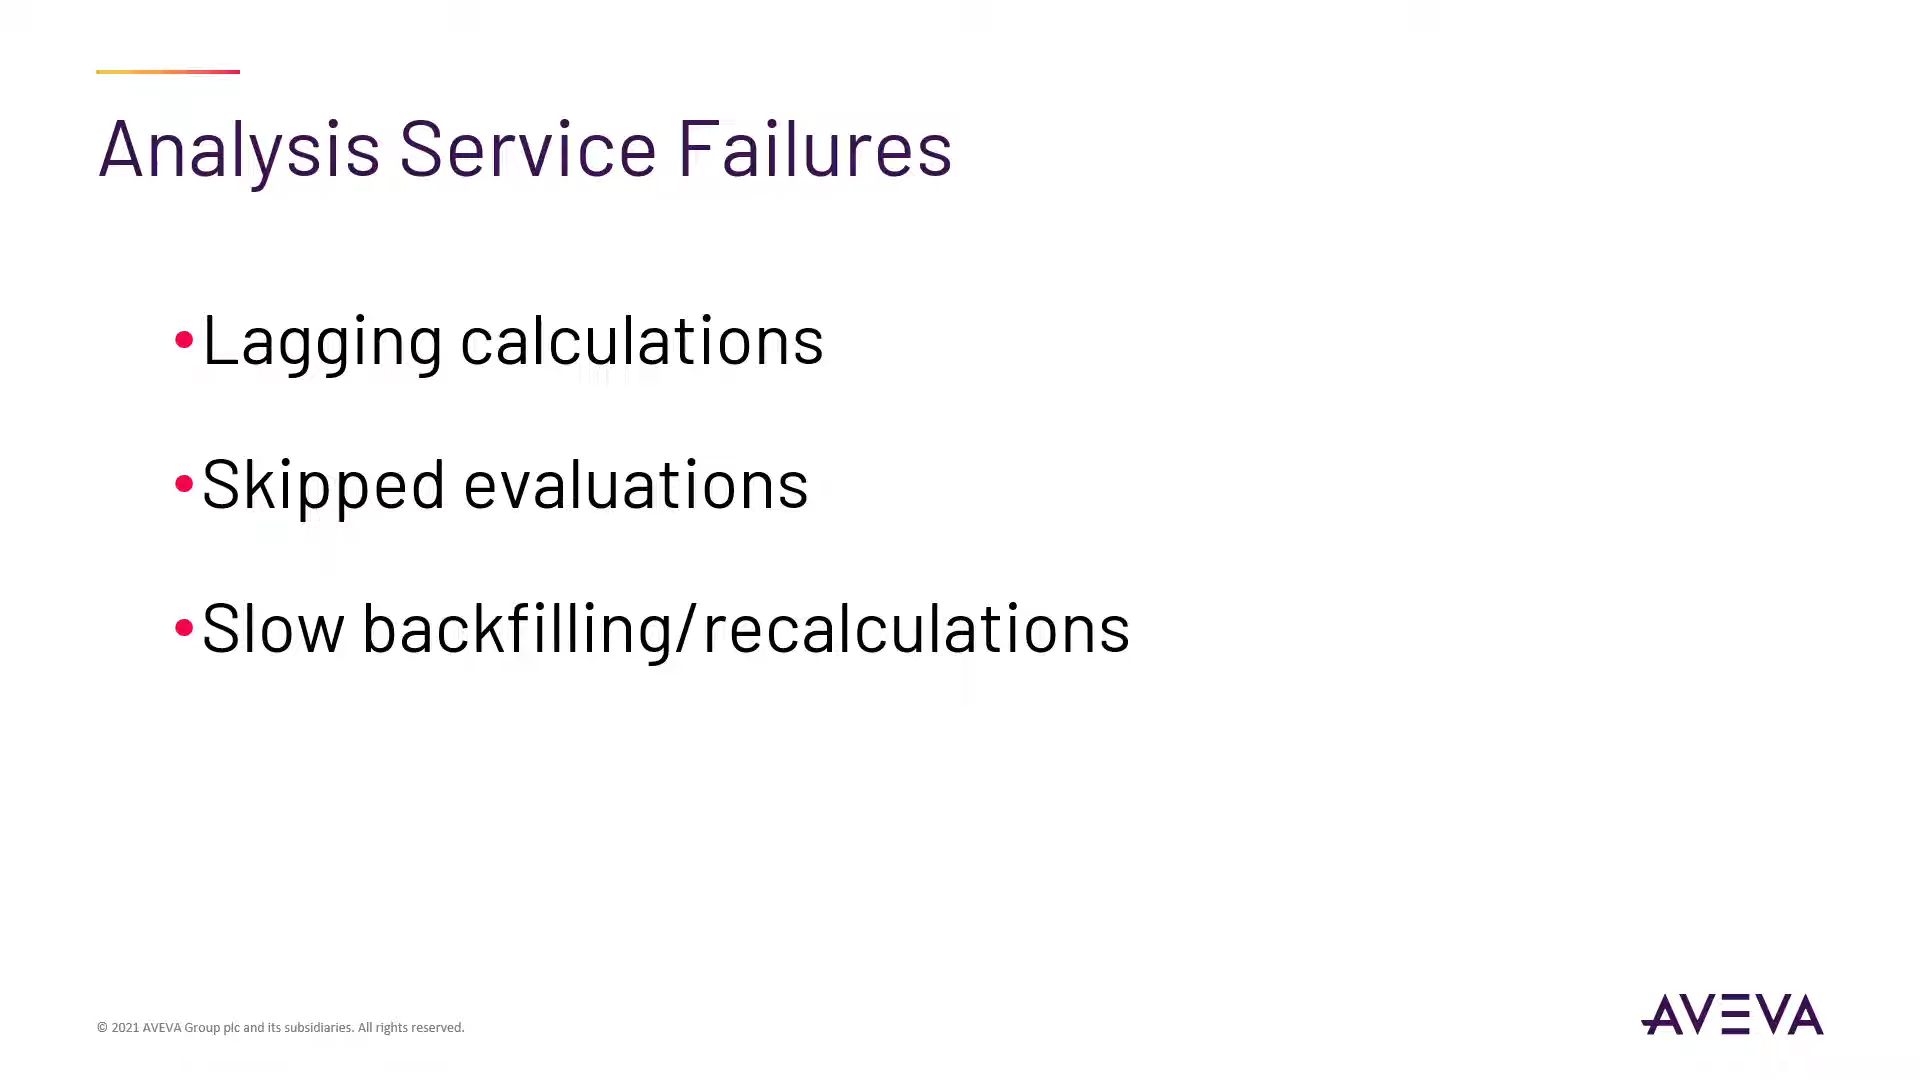 Analysis Service Failures
•Lagging calculations
•Skipped evaluations
•Slow backfilling/recalculations
© 2021 AVEVA Group plc and its subsidiaries. All rights reserved.
AVEVA